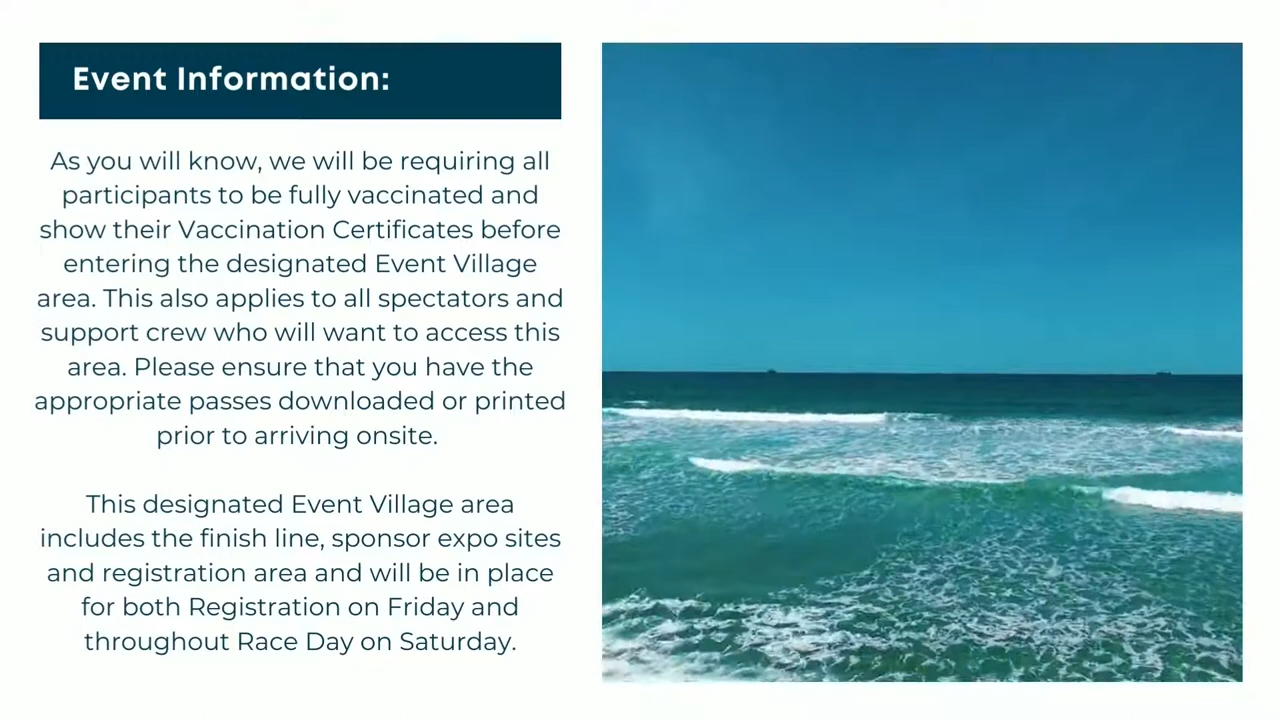 Event Information:
As you will know, we will be requiring all
participants to be fully vaccinated and
show their Vaccination Certificates before
entering the designated Event Village
area. This also applies to all spectators and
support crew who will want to access this
area. Please ensure that you have the
appropriate passes downloaded or printed
prior to arriving onsite.
This designated Event Village area
includes the finish line, sponsor expo sites
and registration area and will be in place
for both Registration on Friday and
throughout Race Day on Saturday.